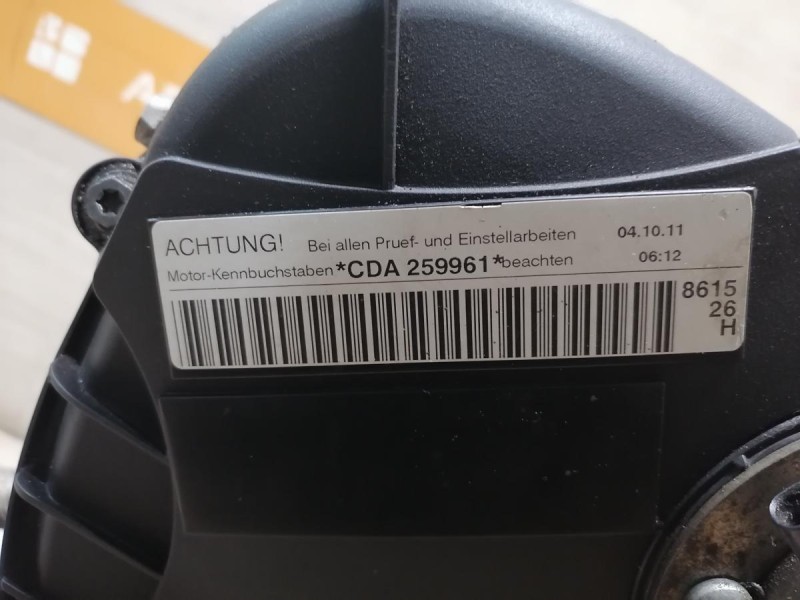 ACHTUNG! Bei allen Pruef- und Einstellarbeiten 04.10.11
Motor-Kennbuchstaben *CDA 259961* beachten 06:12
8615
26
H